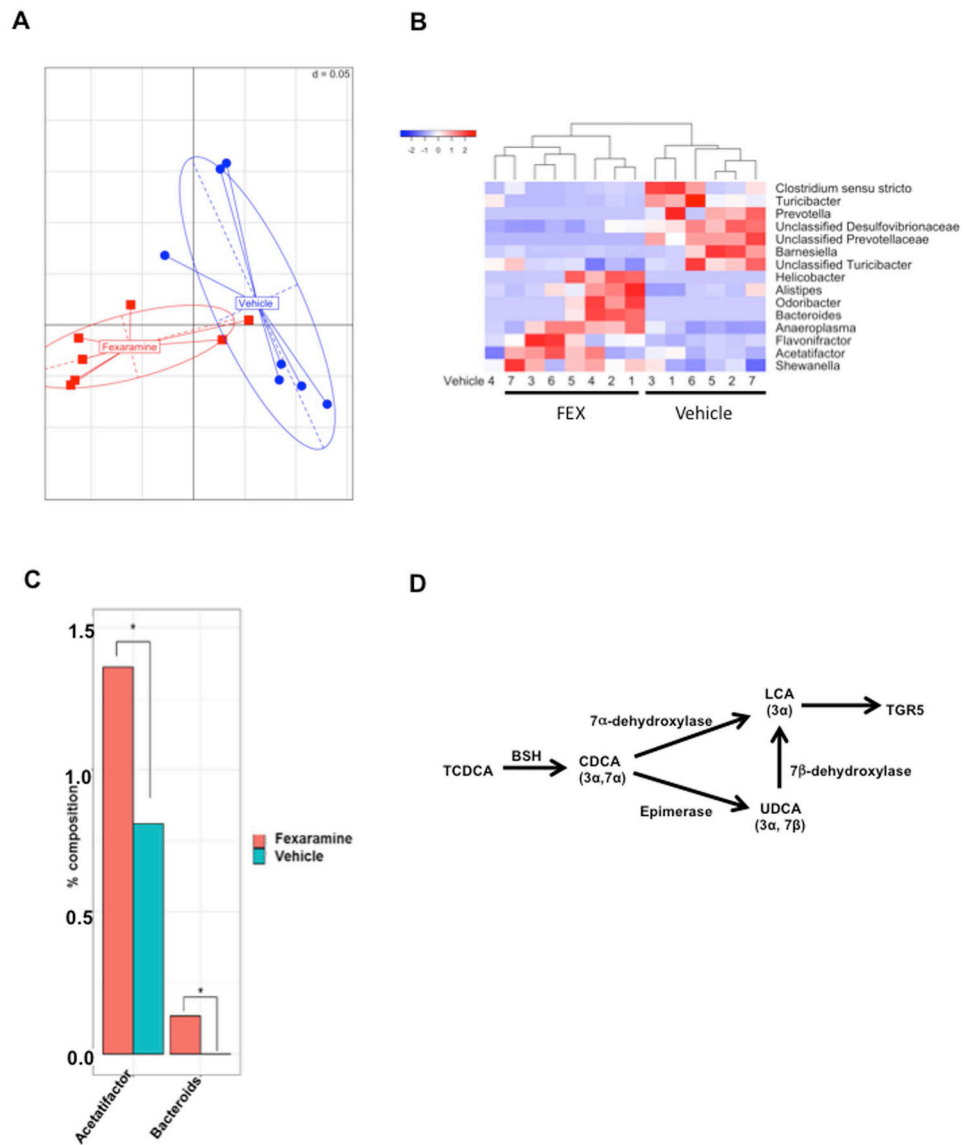 A
d = 0.05
Vehicle
Fexaramine
B
-2 -1 0 1 2
Clostridium sensu stricto
Turicibacter
Prevotella
Unclassified Desulfovibrionaceae
Unclassified Prevotellaceae
Barnesiella
Unclassified Turicibacter
Helicobacter
Alistipes
Odoribacter
Bacteroides
Anaeroplasma
Flavonifractor
Acetatifactor
Shewanella
Vehicle 4 7 3 6 5 4 2 1 3 1 6 5 2 7
FEX Vehicle
C
1.5
1.0
0.5
0.0
% composition
*
*
Fexaramine
Vehicle
Acetatifactor
Bacteroids
D
TCDCA
BSH
CDCA
(3α,7α)
7α-dehydroxylase
Epimerase
LCA
(3α)
TGR5
7β-dehydroxylase
UDCA
(3α, 7β)